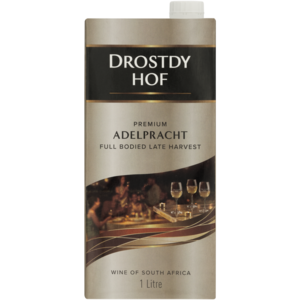 DROSTDY
HOF
PREMIUM
ADELPRACHT
FULL BODIED LATE HARVEST
WINE OF SOUTH AFRICA
1 Litre